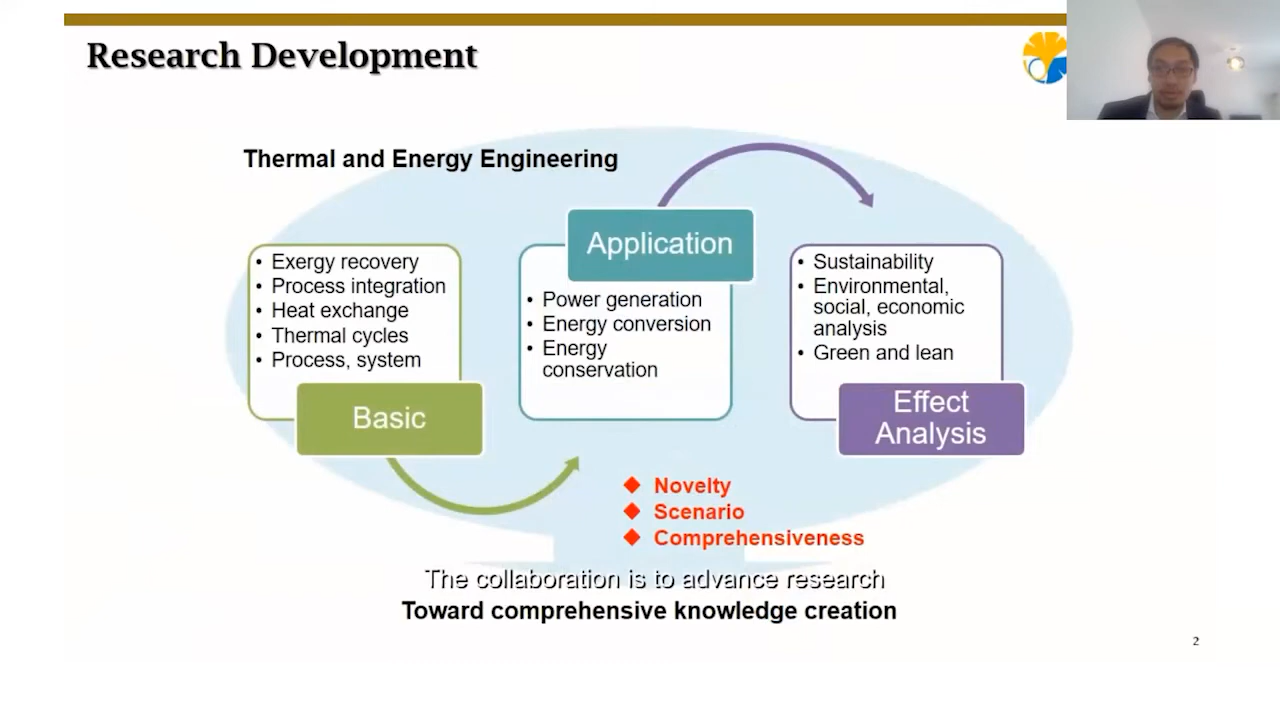 Research Development
Thermal and Energy Engineering
• Exergy recovery
• Process integration
• Heat exchange
• Thermal cycles
• Process, system
Basic
Application
• Power generation
• Energy conversion
• Energy
conservation
• Sustainability
• Environmental,
social, economic
analysis
• Green and lean
Effect
Analysis
◆ Novelty
◆ Scenario
◆ Comprehensiveness
The collaboration is to advance research
Toward comprehensive knowledge creation
2